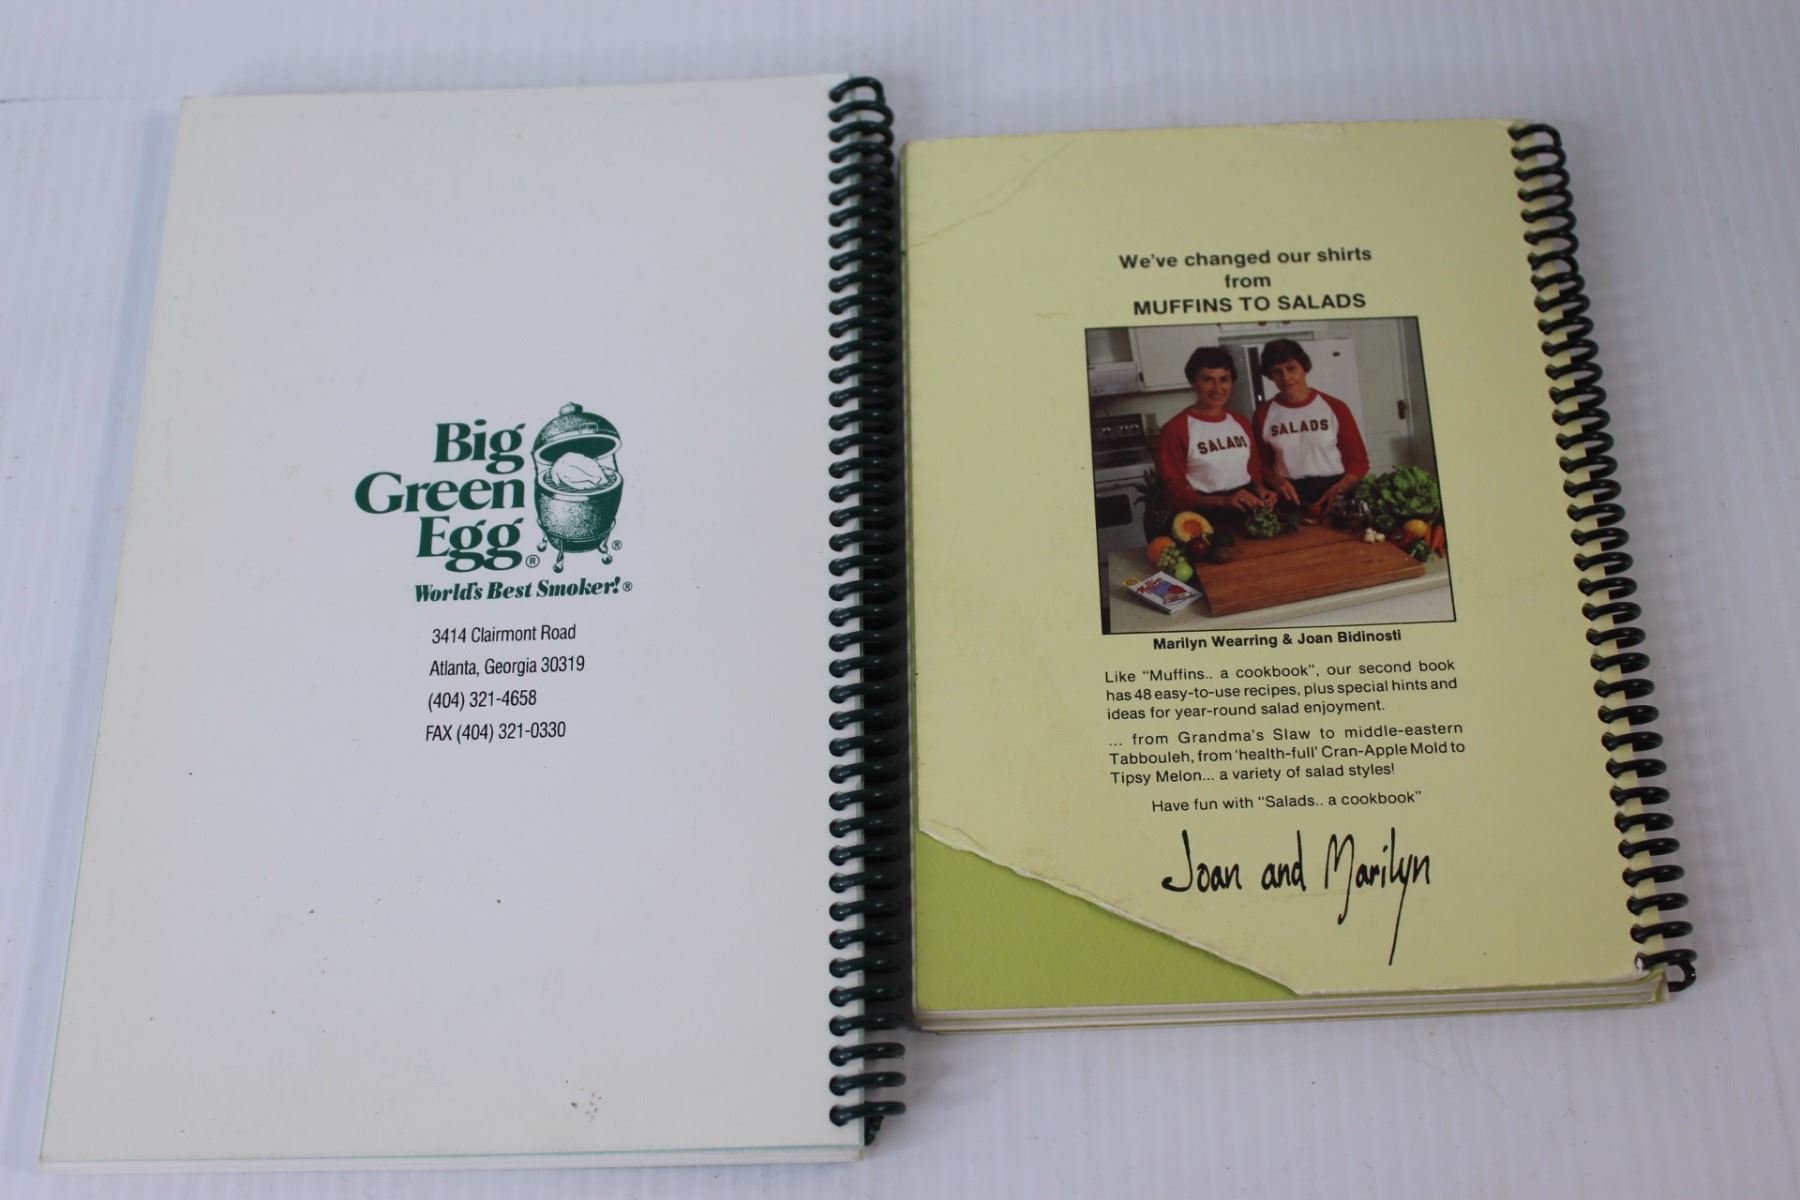 Big
Green
Egg®
®
World's Best Smoker!®
3414 Clairmont Road
Atlanta, Georgia 30319
(404) 321-4658
FAX (404) 321-0330
We've changed our shirts
from
MUFFINS TO SALADS
SALADS
SALADS
Marilyn Wearring & Joan Bidinosti
Like "Muffins.. a cookbook", our second book
has 48 easy-to-use recipes, plus special hints and
ideas for year-round salad enjoyment.
... from Grandma's Slaw to middle-eastern
Tabbouleh, from 'health-full' Cran-Apple Mold to
Tipsy Melon... a variety of salad styles!
Have fun with "Salads.. a cookbook"
Joan and Marilyn